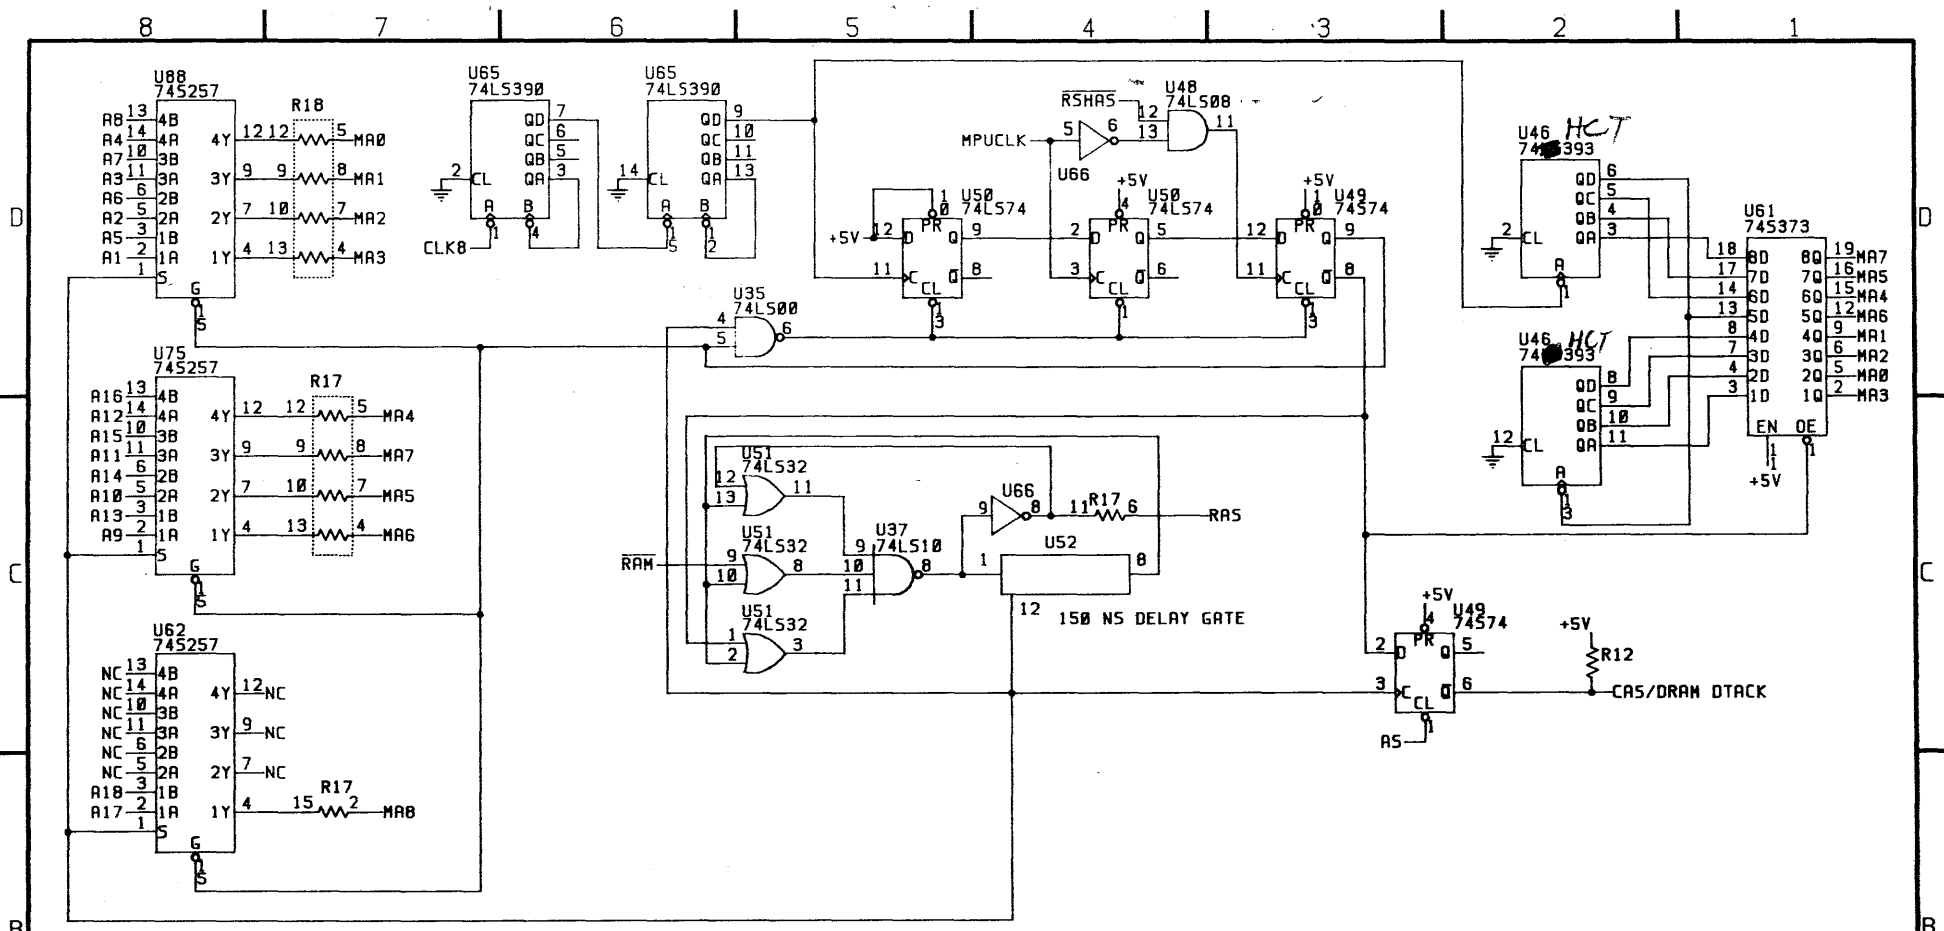 8 7 6 5 4 3 2 1
D
C
B
D
C
B
U88
74S257
A8 13 4B
A4 14 4A
A7 10 3B
A3 11 3A
A6 6 2B
A2 5 2A
A5 3 1B
A1 2 1A
1 S
G
15
4Y 12 12 5 MA0
3Y 9 9 8 MA1
2Y 7 10 7 MA2
1Y 4 13 4 MA3
R18
U75
74S257
A16 13 4B
A12 14 4A
A15 10 3B
A11 11 3A
A14 6 2B
A10 5 2A
A13 3 1B
A9 2 1A
1 S
G
15
4Y 12 12 5 MA4
3Y 9 9 8 MA7
2Y 7 10 7 MA5
1Y 4 13 4 MA6
R17
U62
74S257
NC 13 4B
NC 14 4A
NC 10 3B
NC 11 3A
NC 6 2B
NC 5 2A
A18 3 1B
A17 2 1A
1 S
G
15
4Y 12 NC
3Y 9 NC
2Y 7 NC
1Y 4 15 2 MA8
R17
U65
74LS390
QD 7
QC 6
QB 5
QA 3
2 CL
A B
1 4
CLK8
U65
74LS390
QD 9
QC 10
QB 11
QA 13
14 CL
A B
15 12
RSHAS
MPUCLK
5 6
U66
U48
74LS08
12
13
11
U50
74LS74
+5V
10
PR
12 D Q 9
11 C Q 8
CL
13
+5V
U50
74LS74
4
PR
2 D Q 5
3 C Q 6
CL
1
+5V
U49
74S74
10
PR
12 D Q 9
11 C Q 8
CL
13
U35
74LS00
4
5
6
U51
74LS32
12
13
11
U51
74LS32
RAM 9
10
8
U51
74LS32
1
2
3
U37
74LS10
9
10
11
8
U66
9 8
R17
11 6
RAS
U52
1 8
12
150 NS DELAY GATE
+5V
U49
74S74
4
PR
2 D Q 5
3 C Q 6
CL
1
AS
+5V
R12
CAS/DRAM DTACK
U46 HCT
393
QD 6
QC 5
QB 4
QA 3
2 CL
A
1
U46 HCT
393
QD 8
QC 9
QB 10
QA 11
12 CL
A
13
U61
74S373
18 8D 8Q 19 MA7
17 7D 7Q 16 MA5
14 6D 6Q 15 MA4
13 5D 5Q 12 MA6
8 4D 4Q 9 MA1
7 3D 3Q 6 MA2
4 2D 2Q 5 MA0
3 1D 1Q 2 MA3
EN OE
11 1
+5V